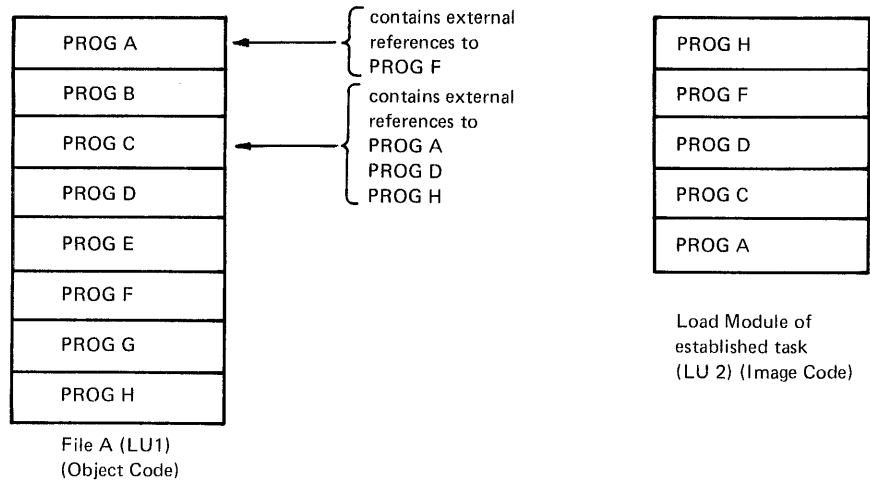 PROG A
PROG B
PROG C
PROG D
PROG E
PROG F
PROG G
PROG H
File A (LU1)
(Object Code)
contains external
references to
PROG F
contains external
references to
PROG A
PROG D
PROG H
PROG H
PROG F
PROG D
PROG C
PROG A
Load Module of
established task
(LU 2) (Image Code)